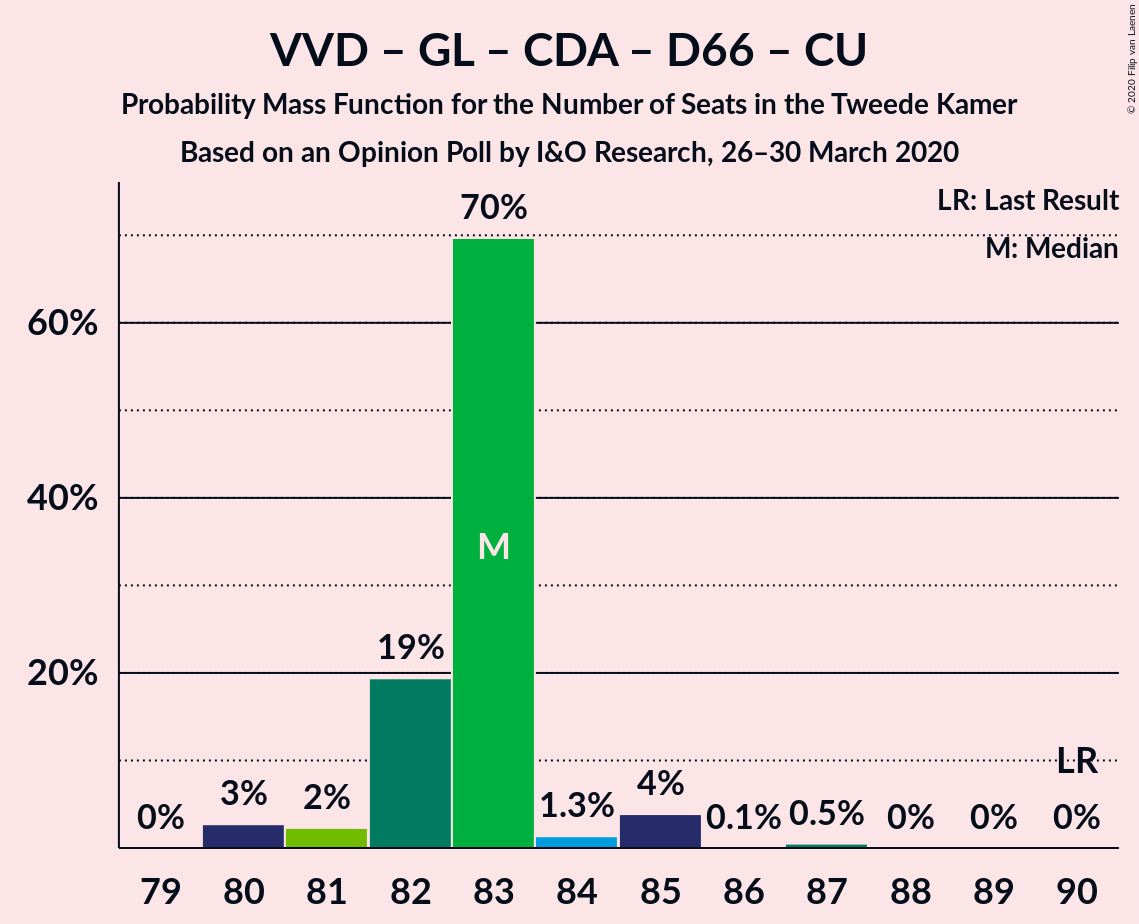 VVD – GL – CDA – D66 – CU
Probability Mass Function for the Number of Seats in the Tweede Kamer
Based on an Opinion Poll by I&O Research, 26–30 March 2020
© 2020 Filip van Laenen
LR: Last Result
M: Median
70%
60%
40%
M
19%
20%
LR
0%
3%
2%
1.3%
4%
0.1%
0.5%
0%
0%
0%
79 80 81 82 83 84 85 86 87 88 89 90